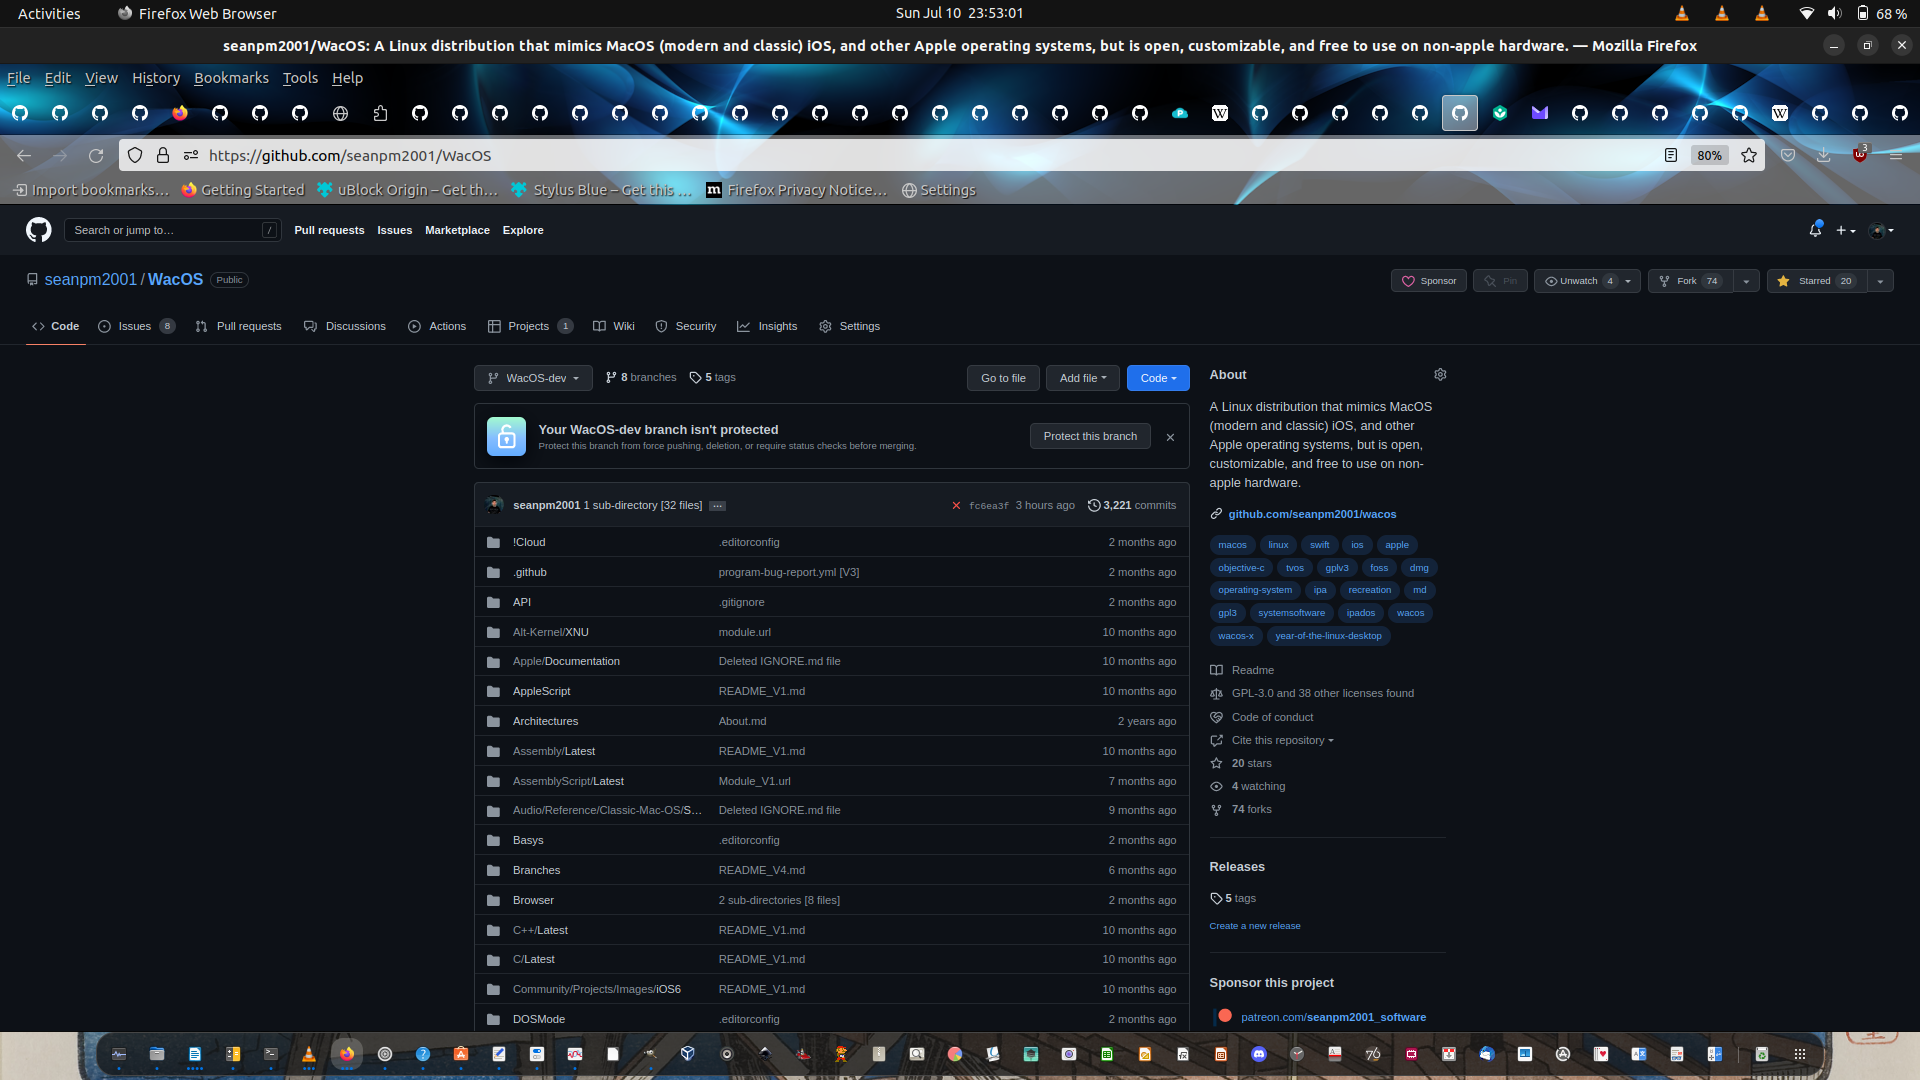 Activities
Firefox Web Browser
Sun Jul 10 23:53:01
68 %
seanpm2001/WacOS: A Linux distribution that mimics MacOS (modern and classic) iOS, and other Apple operating systems, but is open, customizable, and free to use on non-apple hardware. — Mozilla Firefox
File Edit View History Bookmarks Tools Help
https://github.com/seanpm2001/WacOS
80%
3
Import bookmarks…
Getting Started
uBlock Origin – Get th…
Stylus Blue – Get this …
Firefox Privacy Notice…
Settings
Search or jump to…
/
Pull requests
Issues
Marketplace
Explore
seanpm2001 / WacOS
Public
Sponsor
Pin
Unwatch 4
Fork 74
Starred 20
Code
Issues 8
Pull requests
Discussions
Actions
Projects 1
Wiki
Security
Insights
Settings
WacOS-dev
8 branches
5 tags
Go to file
Add file
Code
Your WacOS-dev branch isn't protected
Protect this branch from force pushing, deletion, or require status checks before merging.
Protect this branch
seanpm2001 1 sub-directory [32 files] …
fc6ea3f 3 hours ago
3,221 commits
!Cloud .editorconfig 2 months ago
.github program-bug-report.yml [V3] 2 months ago
API .gitignore 2 months ago
Alt-Kernel/XNU module.url 10 months ago
Apple/Documentation Deleted IGNORE.md file 10 months ago
AppleScript README_V1.md 10 months ago
Architectures About.md 2 years ago
Assembly/Latest README_V1.md 10 months ago
AssemblyScript/Latest Module_V1.url 7 months ago
Audio/Reference/Classic-Mac-OS/S… Deleted IGNORE.md file 9 months ago
Basys .editorconfig 2 months ago
Branches README_V4.md 6 months ago
Browser 2 sub-directories [8 files] 2 months ago
C++/Latest README_V1.md 10 months ago
C/Latest README_V1.md 10 months ago
Community/Projects/Images/iOS6 README_V1.md 10 months ago
DOSMode .editorconfig 2 months ago
About
A Linux distribution that mimics MacOS
(modern and classic) iOS, and other
Apple operating systems, but is open,
customizable, and free to use on non-
apple hardware.
github.com/seanpm2001/wacos
macos linux swift ios apple
objective-c tvos gplv3 foss dmg
operating-system ipa recreation md
gpl3 systemsoftware ipados wacos
wacos-x year-of-the-linux-desktop
Readme
GPL-3.0 and 38 other licenses found
Code of conduct
Cite this repository
20 stars
4 watching
74 forks
Releases
5 tags
Create a new release
Sponsor this project
patreon.com/seanpm2001_software